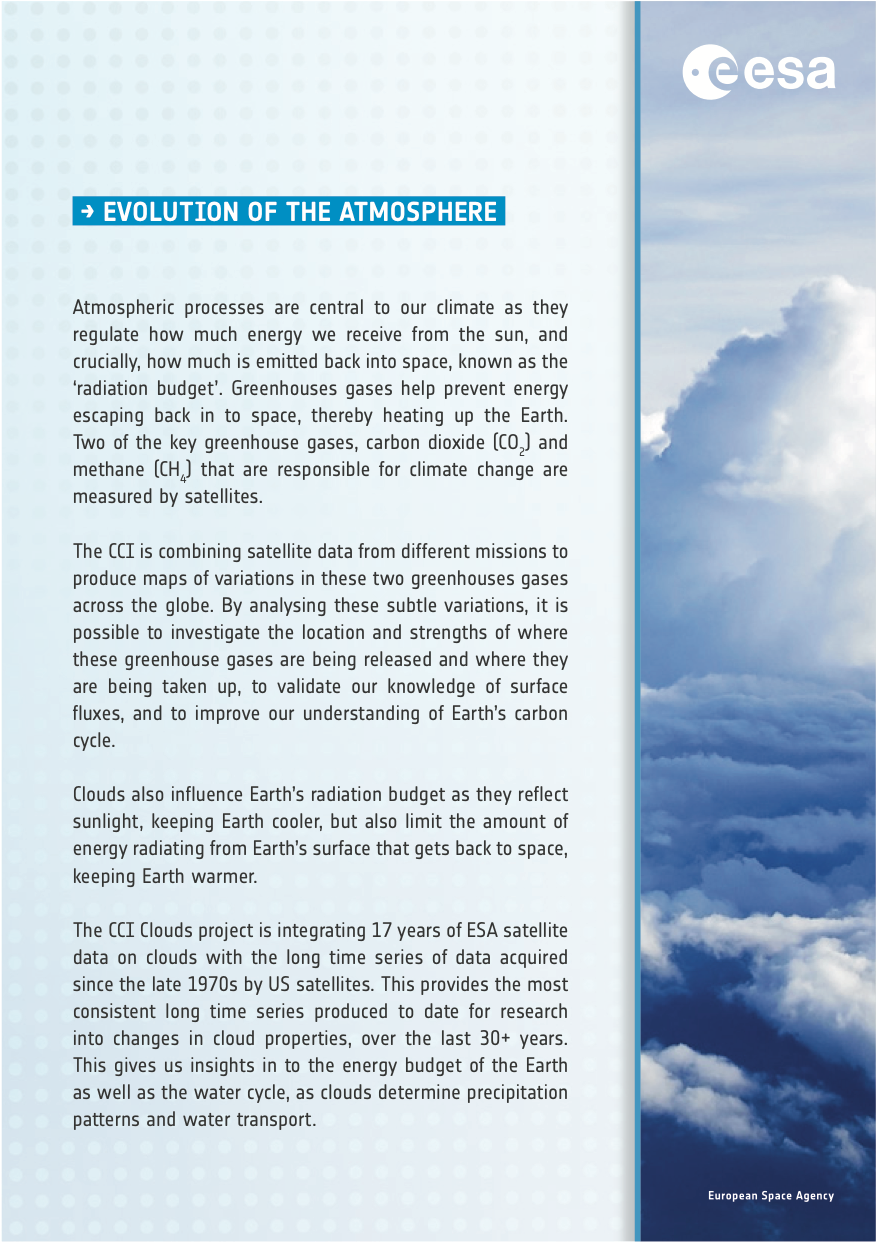 esa
→ EVOLUTION OF THE ATMOSPHERE
Atmospheric processes are central to our climate as they
regulate how much energy we receive from the sun, and
crucially, how much is emitted back into space, known as the
‘radiation budget’. Greenhouses gases help prevent energy
escaping back in to space, thereby heating up the Earth.
Two of the key greenhouse gases, carbon dioxide (CO₂) and
methane (CH₄) that are responsible for climate change are
measured by satellites.
The CCI is combining satellite data from different missions to
produce maps of variations in these two greenhouses gases
across the globe. By analysing these subtle variations, it is
possible to investigate the location and strengths of where
these greenhouse gases are being released and where they
are being taken up, to validate our knowledge of surface
fluxes, and to improve our understanding of Earth’s carbon
cycle.
Clouds also influence Earth’s radiation budget as they reflect
sunlight, keeping Earth cooler, but also limit the amount of
energy radiating from Earth’s surface that gets back to space,
keeping Earth warmer.
The CCI Clouds project is integrating 17 years of ESA satellite
data on clouds with the long time series of data acquired
since the late 1970s by US satellites. This provides the most
consistent long time series produced to date for research
into changes in cloud properties, over the last 30+ years.
This gives us insights in to the energy budget of the Earth
as well as the water cycle, as clouds determine precipitation
patterns and water transport.
European Space Agency